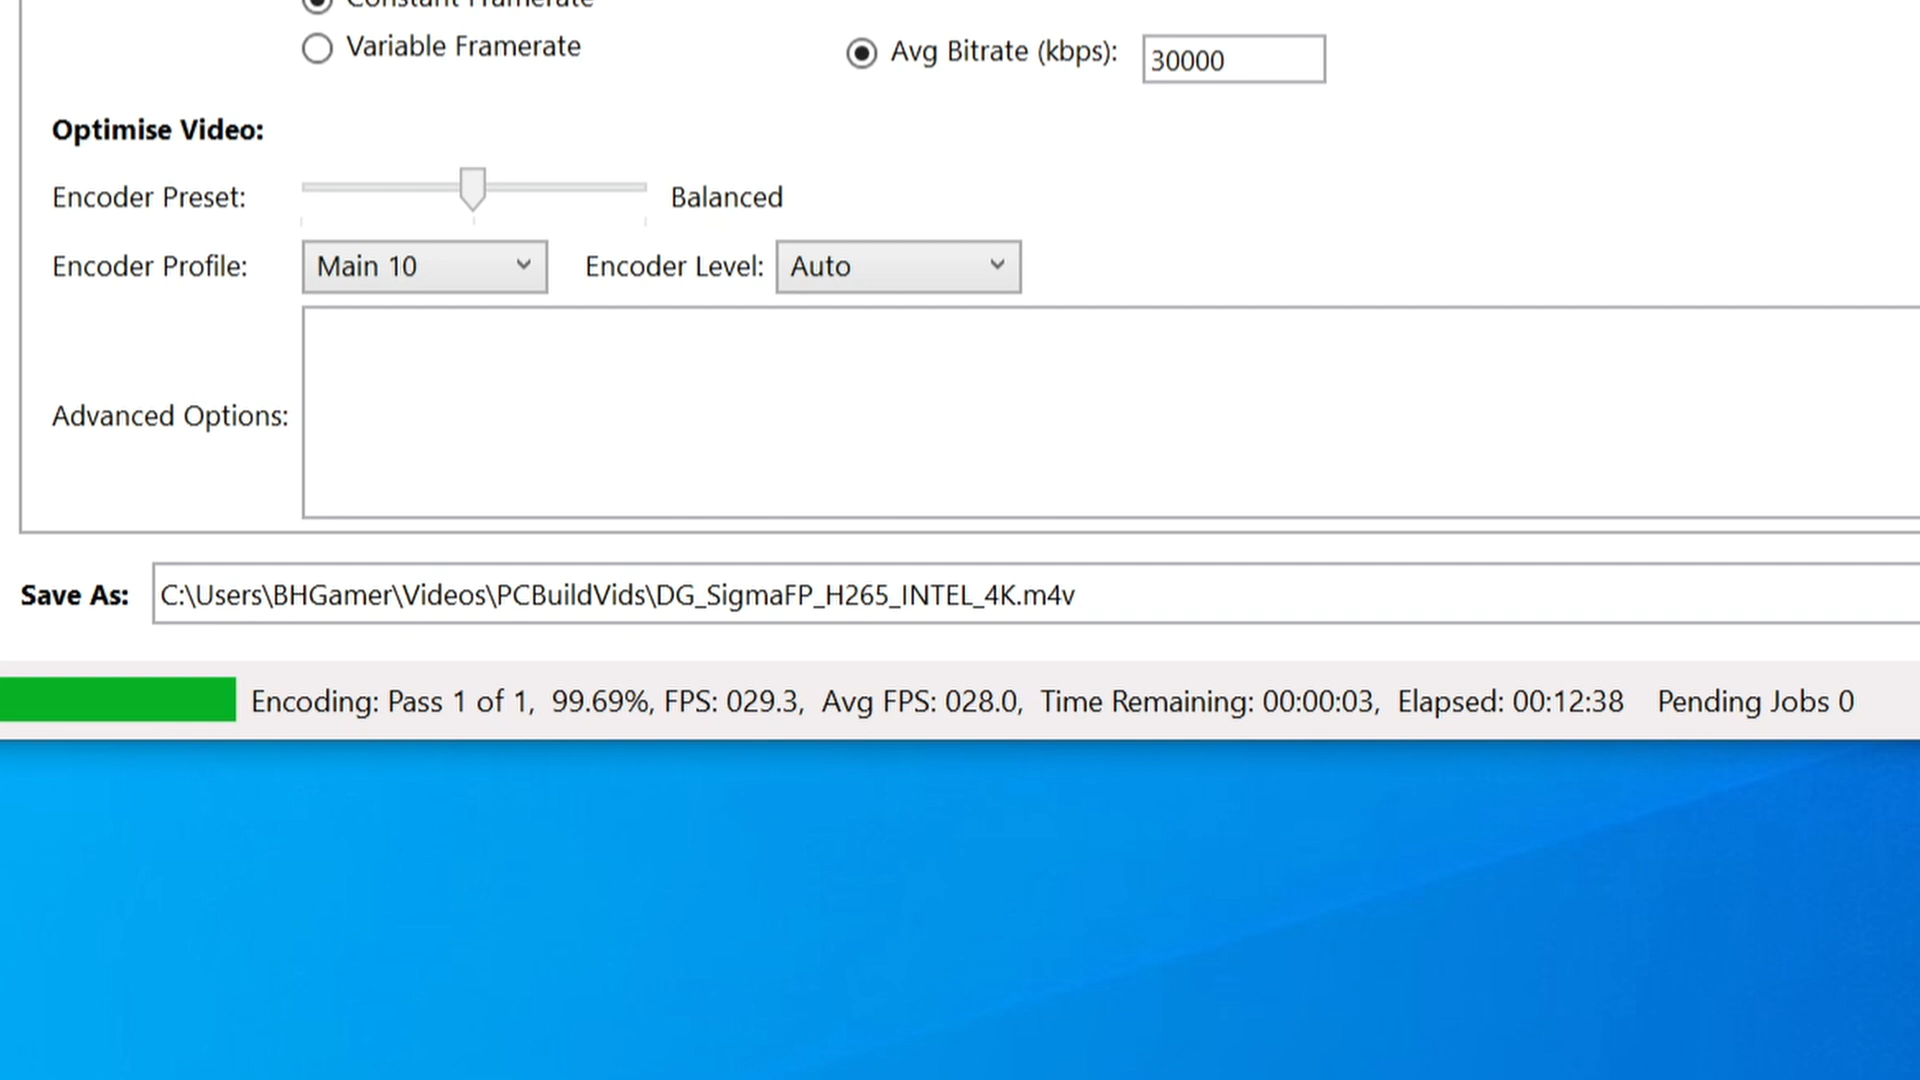 Constant Framerate
Variable Framerate
Avg Bitrate (kbps): 30000
Optimise Video:
Encoder Preset: Balanced
Encoder Profile: Main 10 Encoder Level: Auto
Advanced Options:
Save As: C:\Users\BHGamer\Videos\PCBuildVids\DG_SigmaFP_H265_INTEL_4K.m4v
Encoding: Pass 1 of 1, 99.69%, FPS: 029.3, Avg FPS: 028.0, Time Remaining: 00:00:03, Elapsed: 00:12:38 Pending Jobs 0